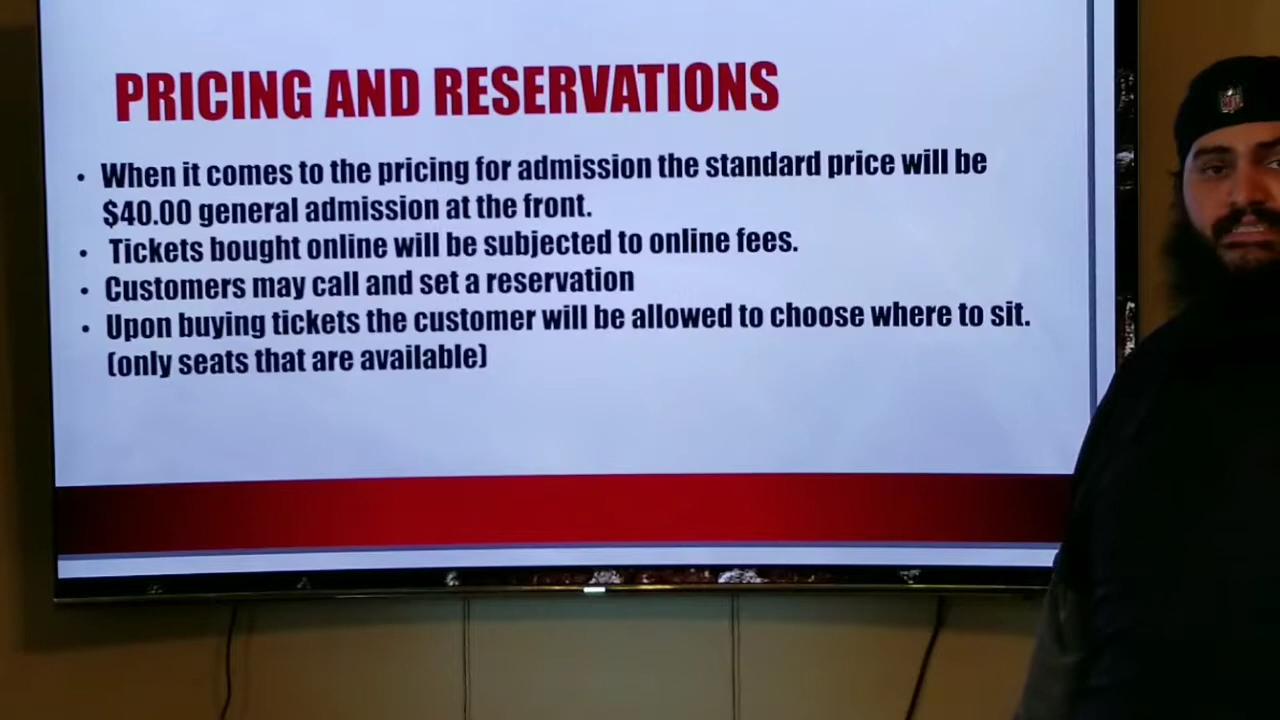 PRICING AND RESERVATIONS
• When it comes to the pricing for admission the standard price will be
$40.00 general admission at the front.
• Tickets bought online will be subjected to online fees.
• Customers may call and set a reservation
• Upon buying tickets the customer will be allowed to choose where to sit.
(only seats that are available)
NFL